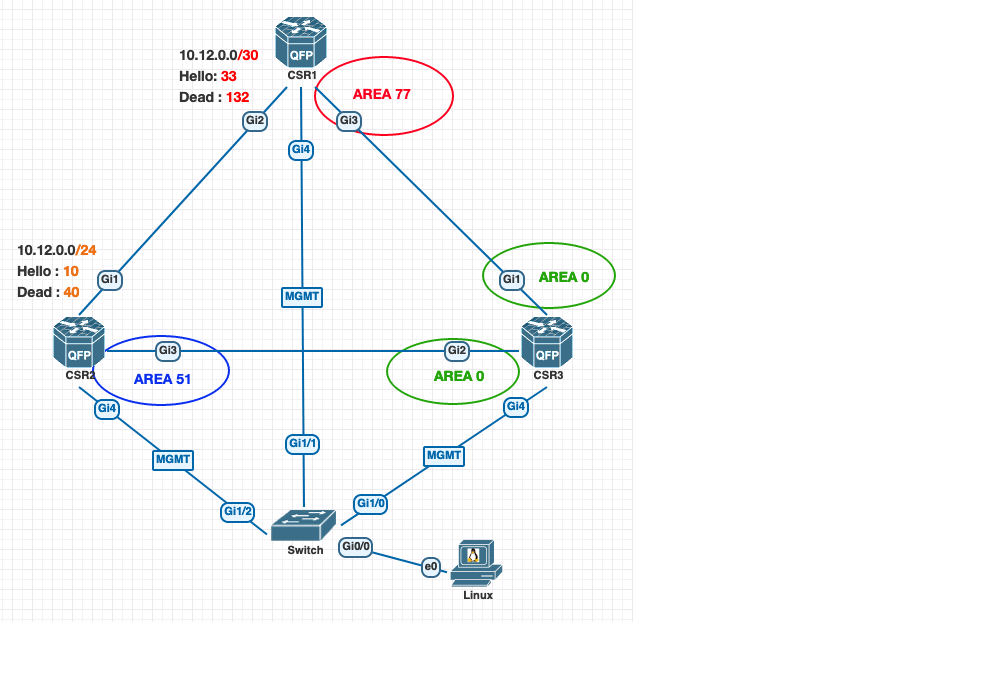 QFP
CSR1
10.12.0.0/30
Hello: 33
Dead : 132
AREA 77
Gi2
Gi3
Gi4
10.12.0.0/24
Hello : 10
Dead : 40
Gi1
Gi1
AREA 0
MGMT
QFP
CSR2
Gi3
AREA 51
Gi2
AREA 0
QFP
CSR3
Gi4
Gi4
Gi1/1
MGMT
MGMT
Gi1/2
Gi1/0
Switch
Gi0/0
e0
Linux